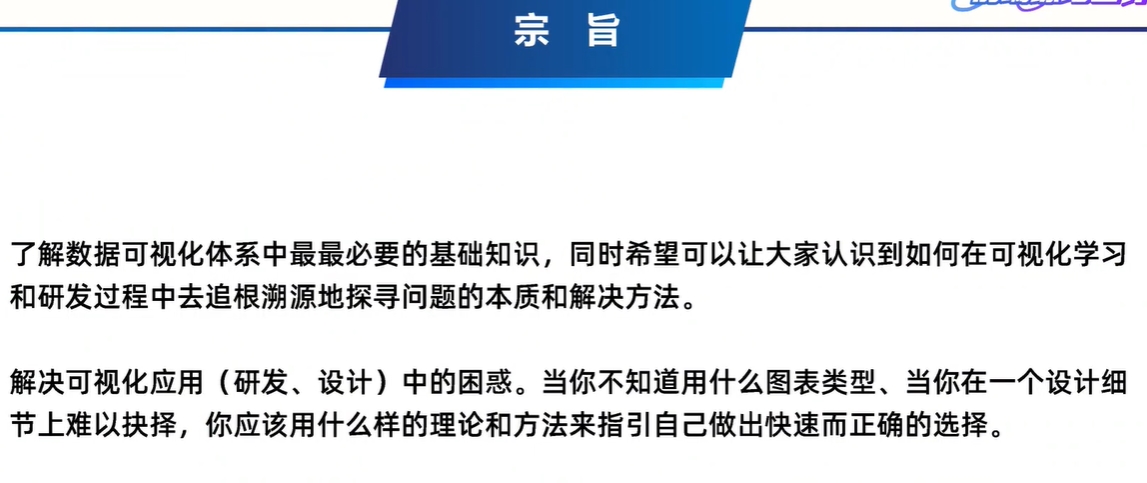 宗 旨
了解数据可视化体系中最最必要的基础知识，同时希望可以让大家认识到如何在可视化学习
和研发过程中去追根溯源地探寻问题的本质和解决方法。
解决可视化应用（研发、设计）中的困惑。当你不知道用什么图表类型、当你在一个设计细
节上难以抉择，你应该用什么样的理论和方法来指引自己做出快速而正确的选择。